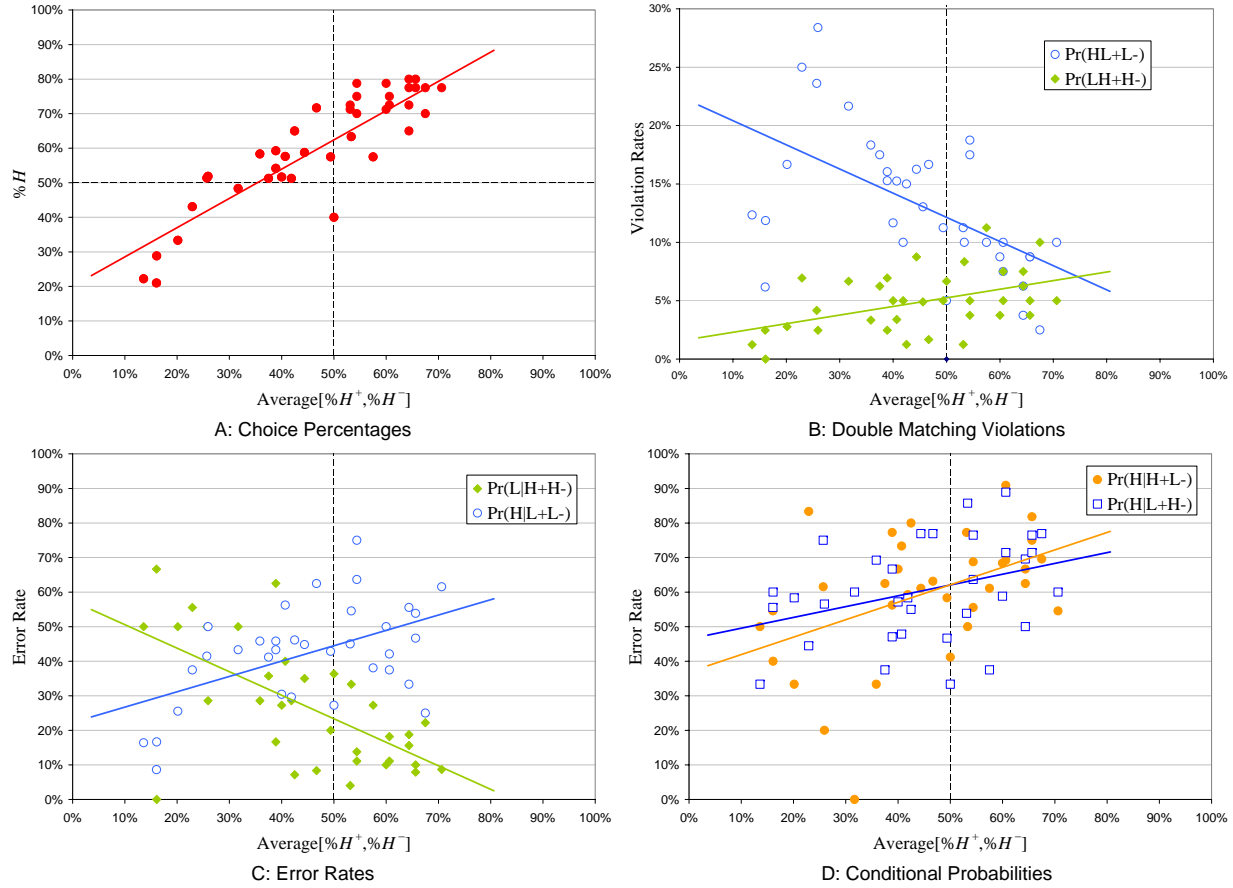 100%
90%
80%
70%
60%
50%
40%
30%
20%
10%
0%
%H
0% 10% 20% 30% 40% 50% 60% 70% 80% 90% 100%
Average[%H⁺,%H⁻]
A: Choice Percentages
30%
25%
20%
15%
10%
5%
0%
Violation Rates
Pr(HL+L-)
Pr(LH+H-)
0% 10% 20% 30% 40% 50% 60% 70% 80% 90% 100%
Average[%H⁺,%H⁻]
B: Double Matching Violations
100%
90%
80%
70%
60%
50%
40%
30%
20%
10%
0%
Error Rate
Pr(L|H+H-)
Pr(H|L+L-)
0% 10% 20% 30% 40% 50% 60% 70% 80% 90% 100%
Average[%H⁺,%H⁻]
C: Error Rates
100%
90%
80%
70%
60%
50%
40%
30%
20%
10%
0%
Error Rate
Pr(H|H+L-)
Pr(H|L+H-)
0% 10% 20% 30% 40% 50% 60% 70% 80% 90% 100%
Average[%H⁺,%H⁻]
D: Conditional Probabilities